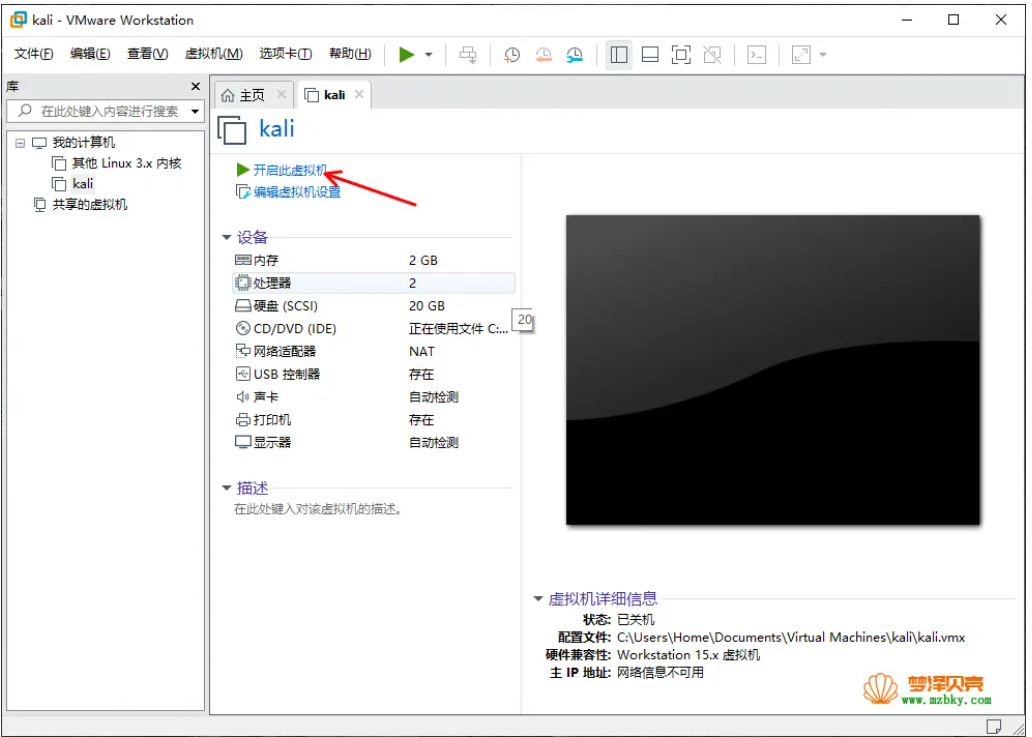 kali - VMware Workstation
文件(F) 编辑(E) 查看(V) 虚拟机(M) 选项卡(T) 帮助(H)
库
在此处键入内容进行搜索
我的计算机
其他 Linux 3.x 内核
kali
共享的虚拟机
主页 kali
kali
开启此虚拟机
编辑虚拟机设置
设备
内存 2 GB
处理器 2
硬盘 (SCSI) 20 GB
CD/DVD (IDE) 正在使用文件 C:...
20
网络适配器 NAT
USB 控制器 存在
声卡 自动检测
打印机 存在
显示器 自动检测
描述
在此处键入对该虚拟机的描述。
虚拟机详细信息
状态: 已关机
配置文件: C:\Users\Home\Documents\Virtual Machines\kali\kali.vmx
硬件兼容性: Workstation 15.x 虚拟机
主 IP 地址: 网络信息不可用
梦泽贝壳
www.mzbky.com